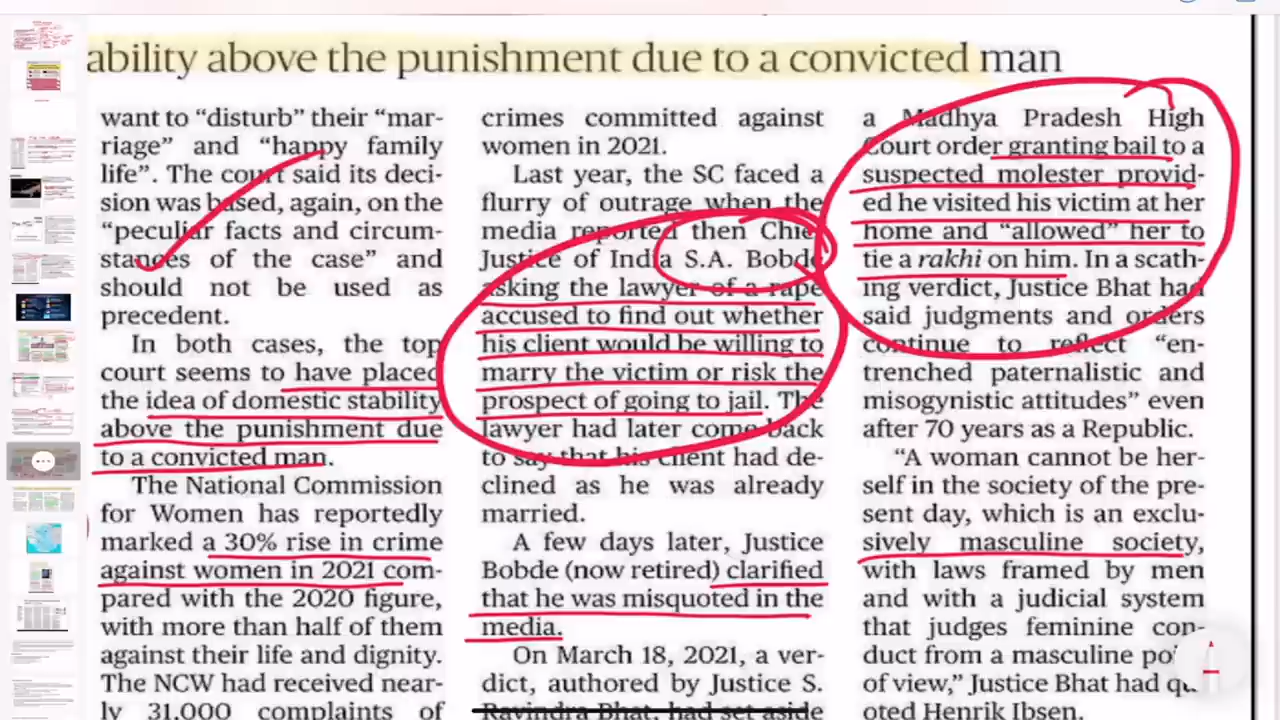 ability above the punishment due to a convicted man
want to “disturb” their “mar-
riage” and “happy family
life”. The court said its deci-
sion was based, again, on the
“peculiar facts and circum-
stances of the case” and
should not be used as
precedent.
In both cases, the top
court seems to have placed
the idea of domestic stability
above the punishment due
to a convicted man.
The National Commission
for Women has reportedly
marked a 30% rise in crime
against women in 2021 com-
pared with the 2020 figure,
with more than half of them
against their life and dignity.
The NCW had received near-
ly 31,000 complaints of
crimes committed against
women in 2021.
Last year, the SC faced a
flurry of outrage when the
media reported then Chief
Justice of India S.A. Bobde
asking the lawyer of a rape
accused to find out whether
his client would be willing to
marry the victim or risk the
prospect of going to jail. The
lawyer had later come back
to say that his client had de-
clined as he was already
married.
A few days later, Justice
Bobde (now retired) clarified
that he was misquoted in the
media.
On March 18, 2021, a ver-
dict, authored by Justice S.
Ravindra Bhat, had set aside
a Madhya Pradesh High
Court order granting bail to a
suspected molester provid-
ed he visited his victim at her
home and “allowed” her to
tie a rakhi on him. In a scath-
ing verdict, Justice Bhat had
said judgments and orders
continue to reflect “en-
trenched paternalistic and
misogynistic attitudes” even
after 70 years as a Republic.
“A woman cannot be her-
self in the society of the pre-
sent day, which is an exclu-
sively masculine society,
with laws framed by men
and with a judicial system
that judges feminine con-
duct from a masculine point
of view,” Justice Bhat had qu
oted Henrik Ibsen.